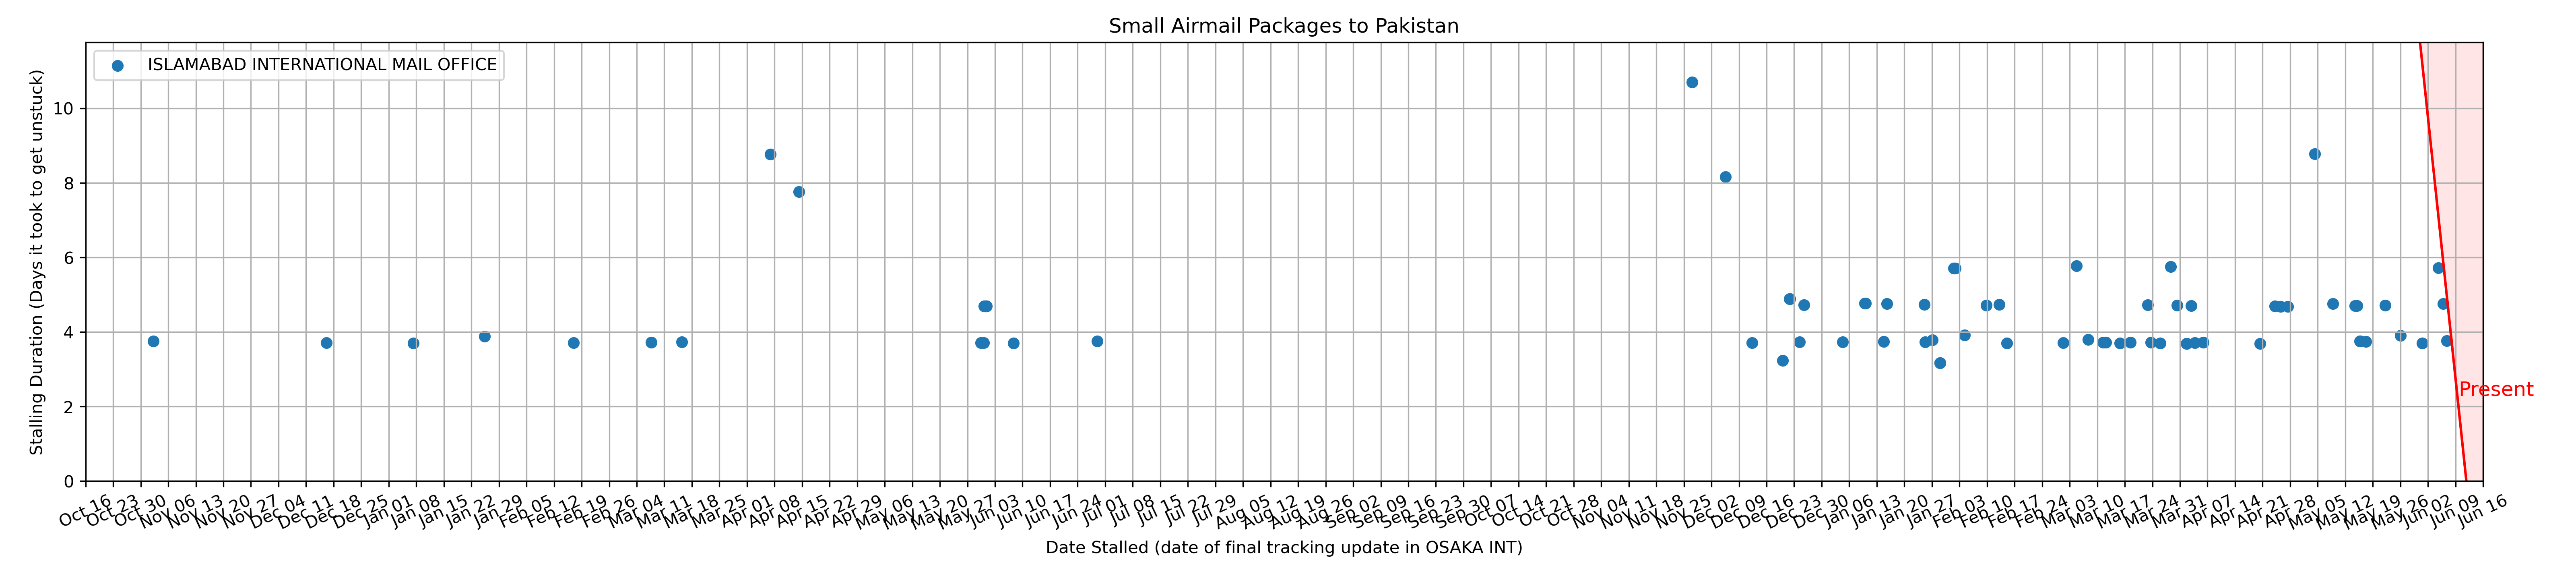 Small Airmail Packages to Pakistan
ISLAMABAD INTERNATIONAL MAIL OFFICE
Stalling Duration (Days it took to get unstuck)
10
8
6
4
2
0
Present
Oct 16
Oct 23
Oct 30
Nov 06
Nov 13
Nov 20
Nov 27
Dec 04
Dec 11
Dec 18
Dec 25
Jan 01
Jan 08
Jan 15
Jan 22
Jan 29
Feb 05
Feb 12
Feb 19
Feb 26
Mar 04
Mar 11
Mar 18
Mar 25
Apr 01
Apr 08
Apr 15
Apr 22
Apr 29
May 06
May 13
May 20
May 27
Jun 03
Jun 10
Jun 17
Jun 24
Jul 01
Jul 08
Jul 15
Jul 22
Jul 29
Aug 05
Aug 12
Aug 19
Aug 26
Sep 02
Sep 09
Sep 16
Sep 23
Sep 30
Oct 07
Oct 14
Oct 21
Oct 28
Nov 04
Nov 11
Nov 18
Nov 25
Dec 02
Dec 09
Dec 16
Dec 23
Dec 30
Jan 06
Jan 13
Jan 20
Jan 27
Feb 03
Feb 10
Feb 17
Feb 24
Mar 03
Mar 10
Mar 17
Mar 24
Mar 31
Apr 07
Apr 14
Apr 21
Apr 28
May 05
May 12
May 19
May 26
Jun 02
Jun 09
Jun 16
Date Stalled (date of final tracking update in OSAKA INT)